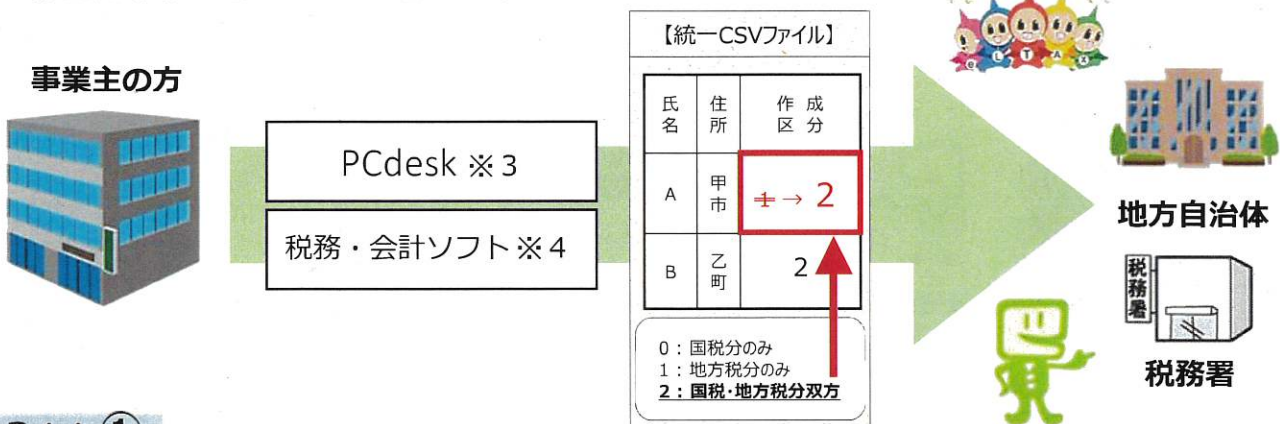 事業主の方
PCdesk ※3
税務・会計ソフト ※4
【統一CSVファイル】
氏名 住所 作成区分
A 甲市 1→2
B 乙町 2
0:国税分のみ
1:地方税分のみ
2:国税・地方税分双方
eLTAX
地方自治体
税務署
税務署
①